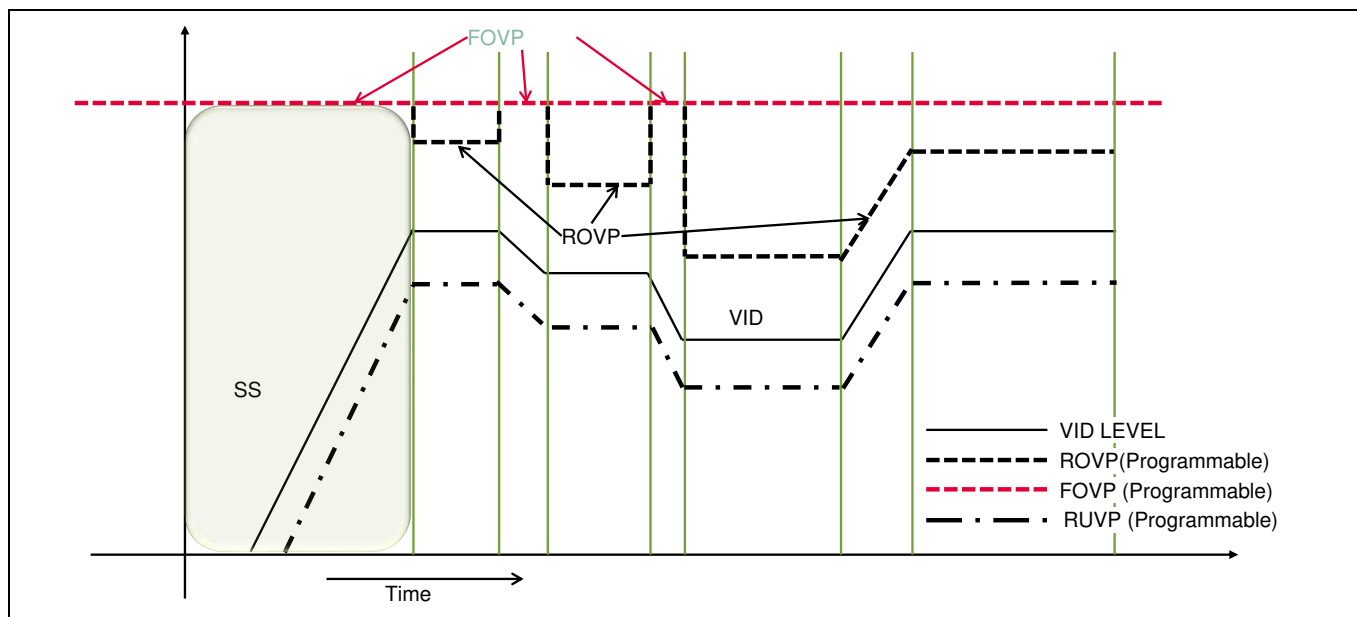 FOVP
ROVP
VID
SS
VID LEVEL
ROVP(Programmable)
FOVP (Programmable)
RUVP (Programmable)
Time